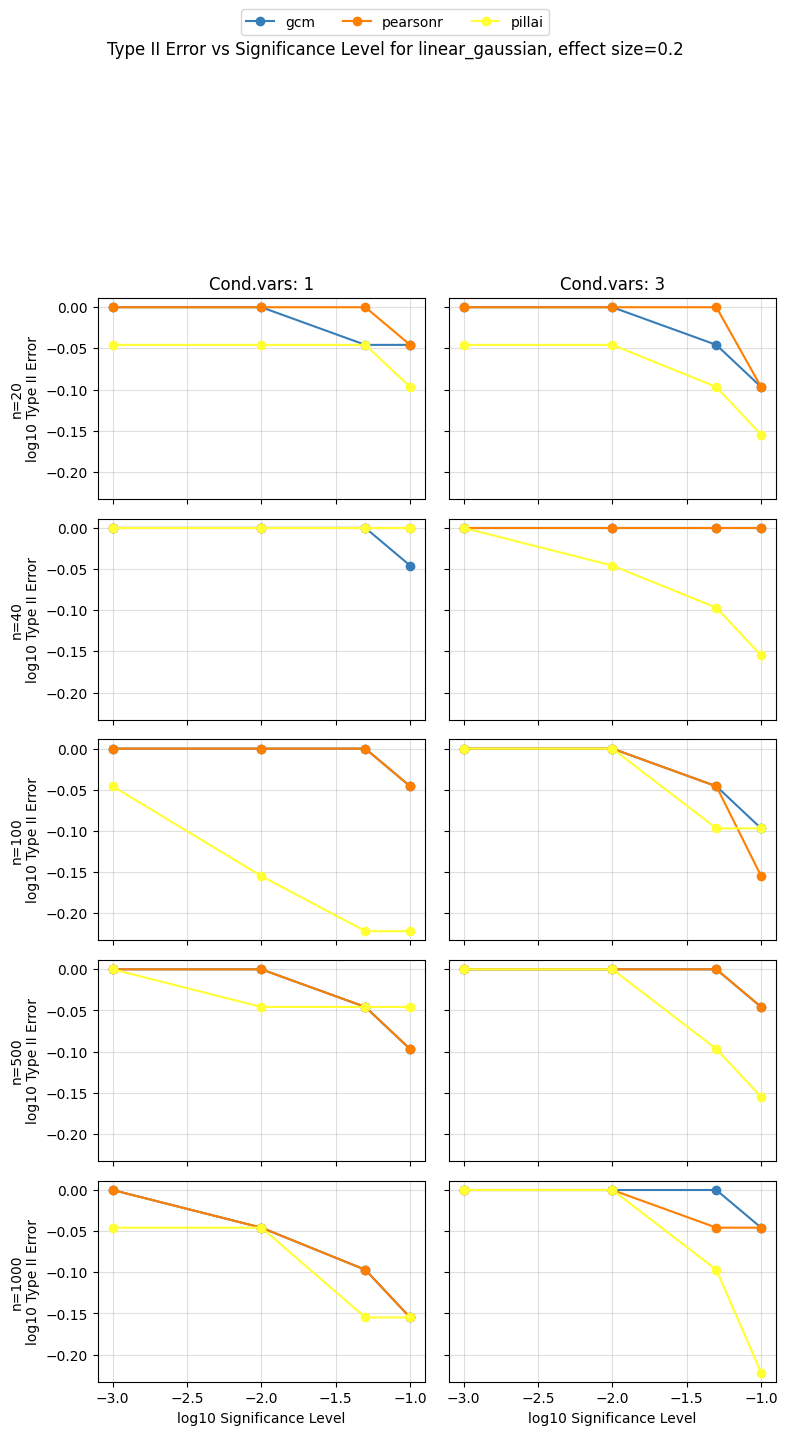 gcm pearsonr pillai
Type II Error vs Significance Level for linear_gaussian, effect size=0.2
Cond.vars: 1 Cond.vars: 3
0.00
−0.05
−0.10
−0.15
−0.20
n=20
log10 Type II Error
0.00
−0.05
−0.10
−0.15
−0.20
n=40
log10 Type II Error
0.00
−0.05
−0.10
−0.15
−0.20
n=100
log10 Type II Error
0.00
−0.05
−0.10
−0.15
−0.20
n=500
log10 Type II Error
0.00
−0.05
−0.10
−0.15
−0.20
n=1000
log10 Type II Error
−3.0 −2.5 −2.0 −1.5 −1.0 −3.0 −2.5 −2.0 −1.5 −1.0
log10 Significance Level log10 Significance Level